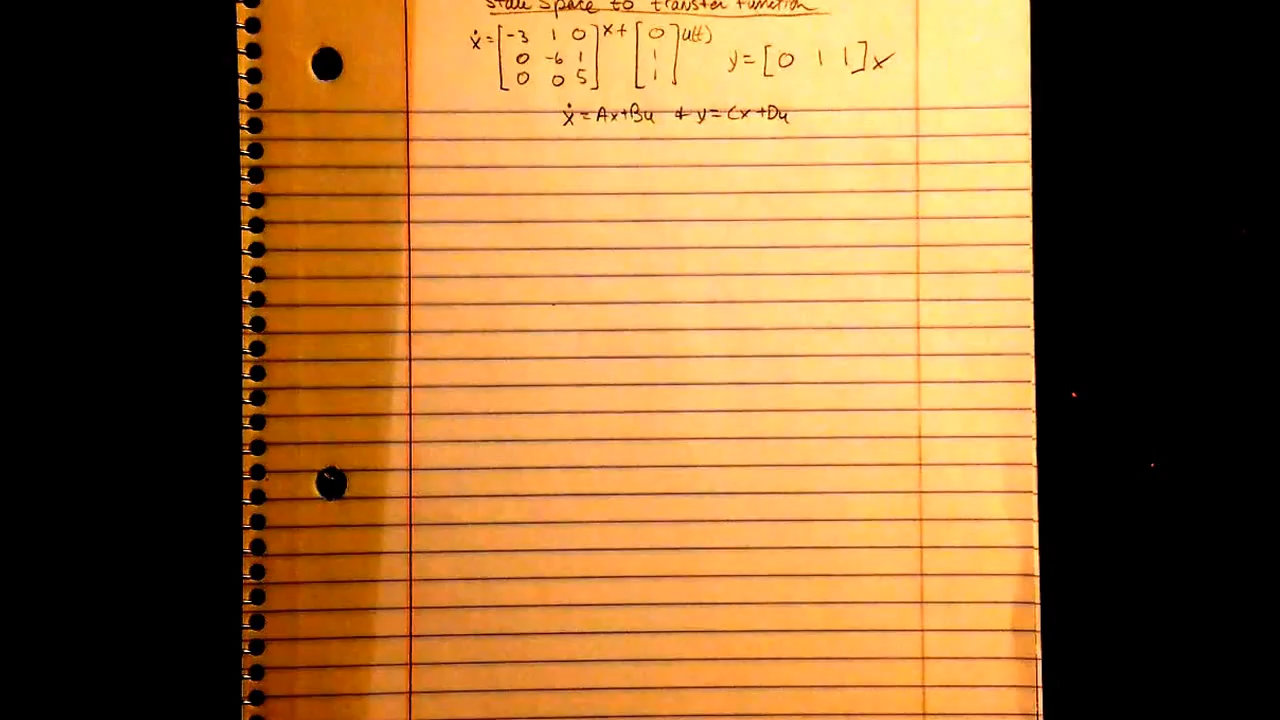 State Space to transfer function
ẋ = [-3 1 0 x + [0 u(t)
0 -6 1 1 y = [0 1 1] x
0 0 5] 1]
ẋ = Ax+Bu + y = Cx + Du